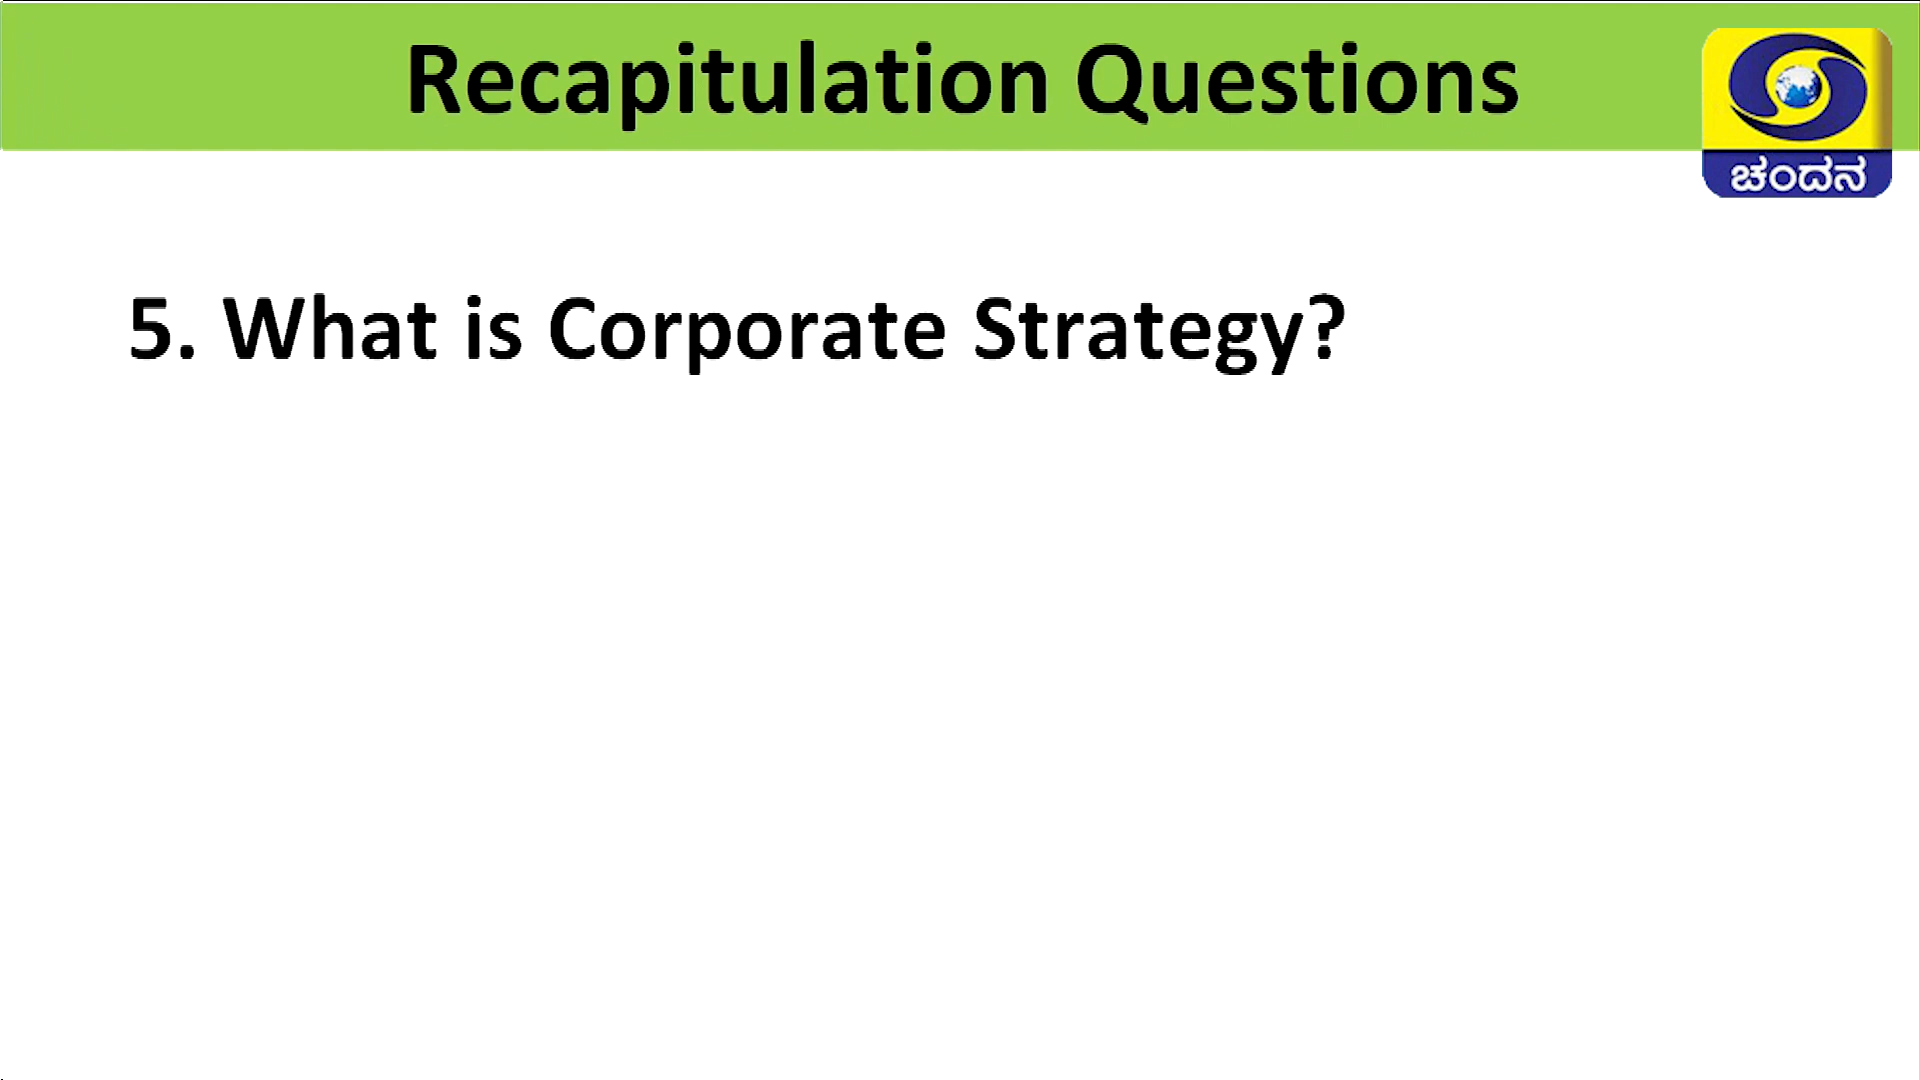 Recapitulation Questions
ಚಂದನ
5. What is Corporate Strategy?